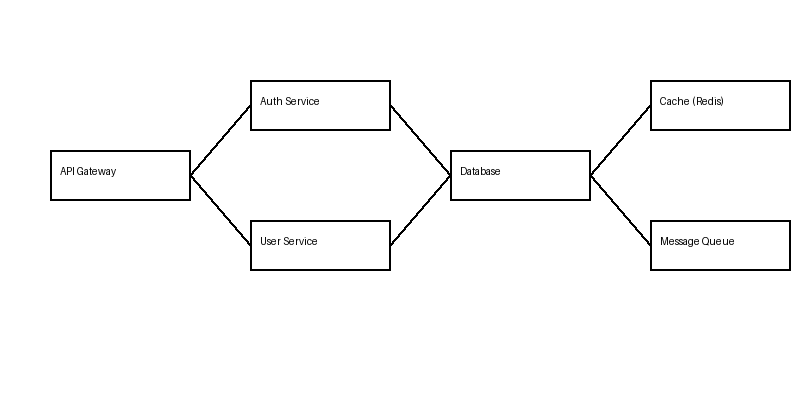 API Gateway
Auth Service
User Service
Database
Cache (Redis)
Message Queue